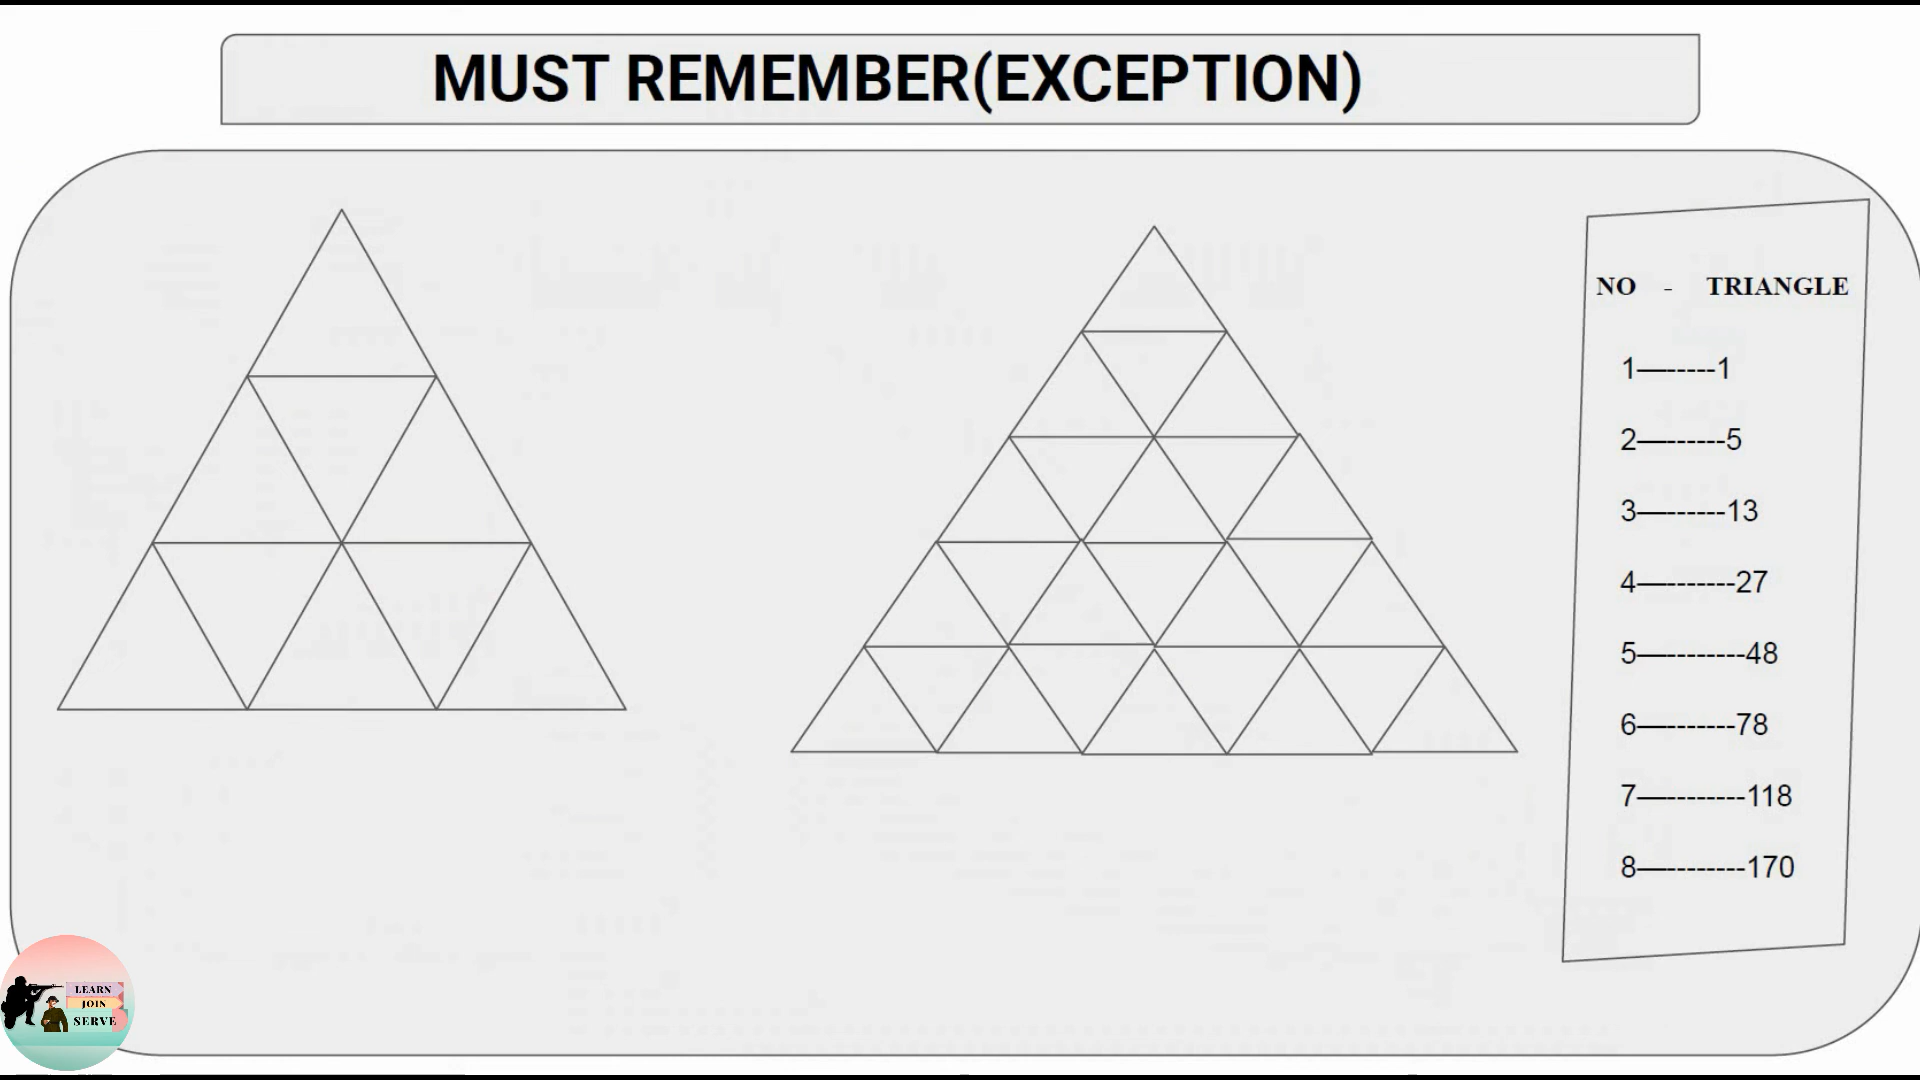 MUST REMEMBER(EXCEPTION)
NO - TRIANGLE
1—------1
2—-------5
3—-------13
4—--------27
5—---------48
6—--------78
7—---------118
8—---------170
LEARN
JOIN
SERVE